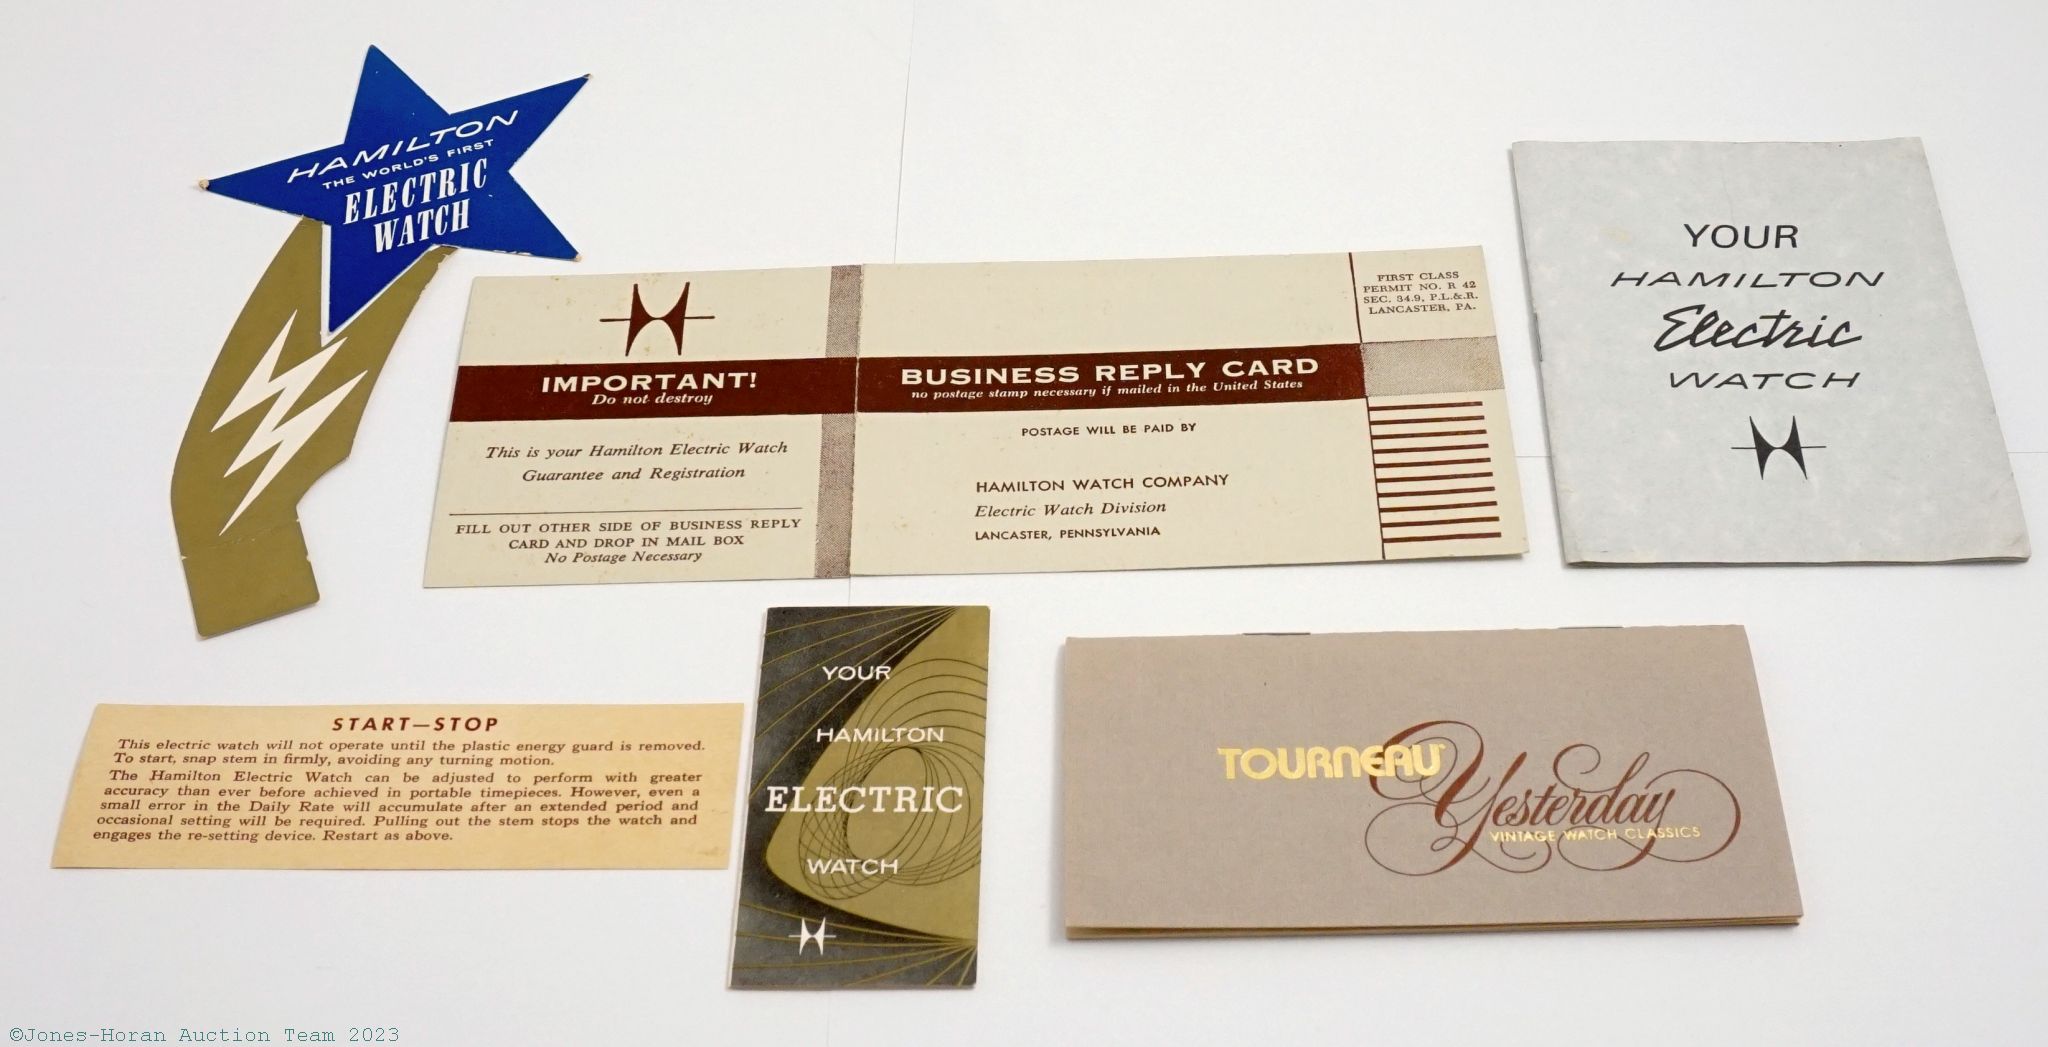 HAMILTON
THE WORLD'S FIRST
ELECTRIC
WATCH
IMPORTANT!
Do not destroy
This is your Hamilton Electric Watch
Guarantee and Registration
FILL OUT OTHER SIDE OF BUSINESS REPLY
CARD AND DROP IN MAIL BOX
No Postage Necessary
FIRST CLASS
PERMIT NO. R 42
SEC. 34.9, P.L.&.R.
LANCASTER, PA.
BUSINESS REPLY CARD
no postage stamp necessary if mailed in the United States
POSTAGE WILL BE PAID BY
HAMILTON WATCH COMPANY
Electric Watch Division
LANCASTER, PENNSYLVANIA
YOUR
HAMILTON
Electric
WATCH
START—STOP
This electric watch will not operate until the plastic energy guard is removed.
To start, snap stem in firmly, avoiding any turning motion.
The Hamilton Electric Watch can be adjusted to perform with greater
accuracy than ever before achieved in portable timepieces. However, even a
small error in the Daily Rate will accumulate after an extended period and
occasional setting will be required. Pulling out the stem stops the watch and
engages the re-setting device. Restart as above.
YOUR
HAMILTON
ELECTRIC
WATCH
TOURNEAU
Yesterday
VINTAGE WATCH CLASSICS
©Jones-Horan Auction Team 2023